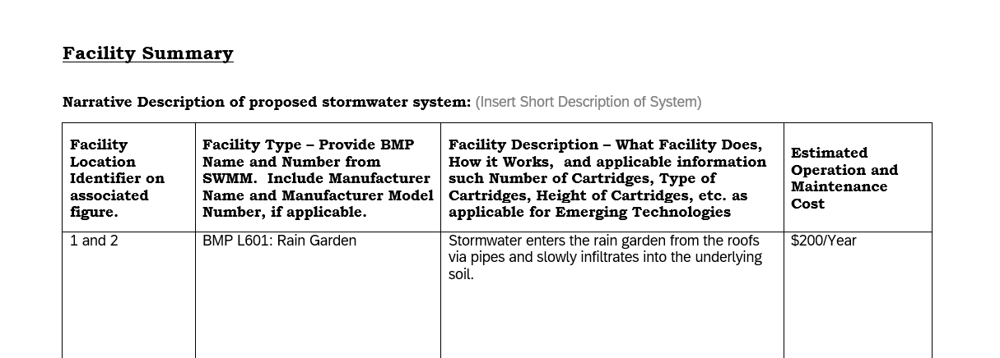 Facility Summary
Narrative Description of proposed stormwater system: (Insert Short Description of System)
Facility
Location
Identifier on
associated
figure.
Facility Type – Provide BMP
Name and Number from
SWMM.  Include Manufacturer
Name and Manufacturer Model
Number, if applicable.
Facility Description – What Facility Does,
How it Works,  and applicable information
such Number of Cartridges, Type of
Cartridges, Height of Cartridges, etc. as
applicable for Emerging Technologies
Estimated
Operation and
Maintenance
Cost
1 and 2
BMP L601: Rain Garden
Stormwater enters the rain garden from the roofs
via pipes and slowly infiltrates into the underlying
soil.
$200/Year